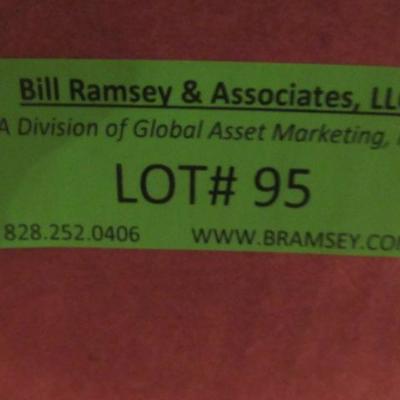 Bill Ramsey & Associates, LL
A Division of Global Asset Marketing,
LOT# 95
828.252.0406 WWW.BRAMSEY.CO